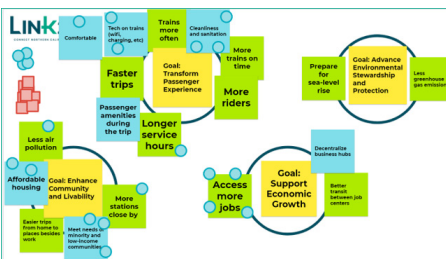 LINK
CONNECT NORTHERN CALIF
Comfortable
Tech on trains
(wifi,
charging, etc)
Trains
more
often
Cleanliness
and sanitation
More
trains on
time
Faster
trips
Goal:
Transform
Passenger
Experience
More
riders
Passenger
amenities
during
the trip
Longer
service
hours
Prepare
for
sea-level
rise
Goal: Advance
Environmental
Stewardship
and
Protection
Less
greenhouse
gas emission
Less air
pollution
Affordable
housing
Goal: Enhance
Community
and Livability
More
stations
close by
Easier trips
from home to
places besides
work
Meet needs of
minority and
low-income
communities
Access
more
jobs
Goal:
Support
Economic
Growth
Decentralize
business hubs
Better
transit
between job
centers